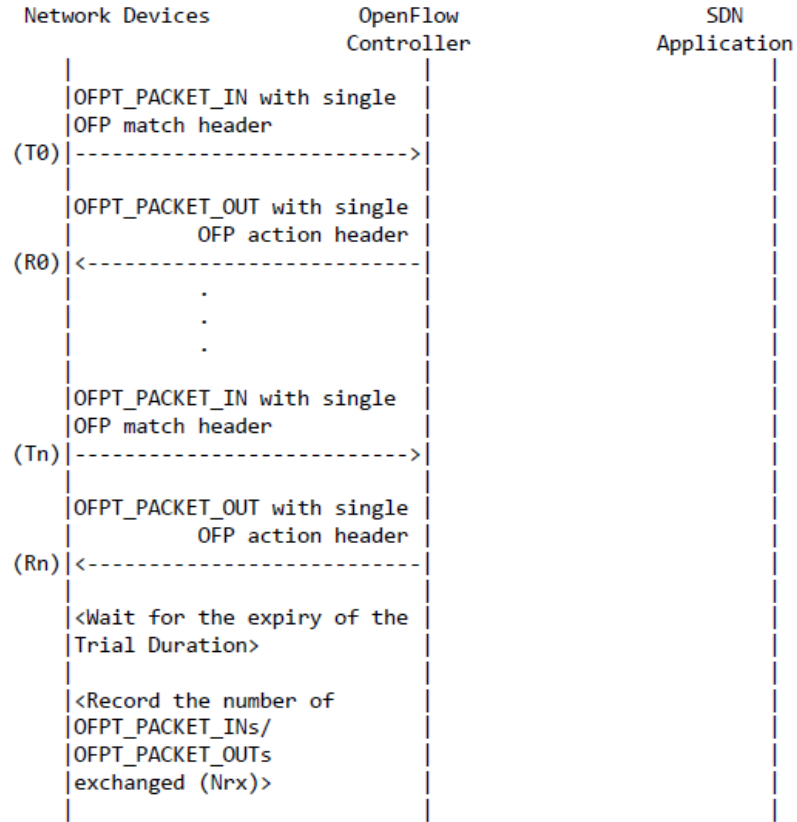 Network Devices OpenFlow SDN
Controller Application
|OFPT_PACKET_IN with single |
|OFP match header |
(T0)|--------------------------->|
|OFPT_PACKET_OUT with single |
| OFP action header |
(R0)|<---------------------------|
| . |
| . |
| . |
|OFPT_PACKET_IN with single |
|OFP match header |
(Tn)|--------------------------->|
|OFPT_PACKET_OUT with single |
| OFP action header |
(Rn)|<---------------------------|
|<Wait for the expiry of the |
|Trial Duration> |
|<Record the number of |
|OFPT_PACKET_INs/ |
|OFPT_PACKET_OUTs |
|exchanged (Nrx)> |